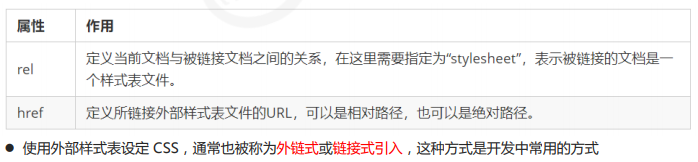 属性 作用
rel 定义当前文档与被链接文档之间的关系，在这里需要指定为“stylesheet”，表示被链接的文档是一
个样式表文件。
href 定义所链接外部样式表文件的URL，可以是相对路径，也可以是绝对路径。
● 使用外部样式表设定 CSS，通常也被称为外链式或链接式引入，这种方式是开发中常用的方式